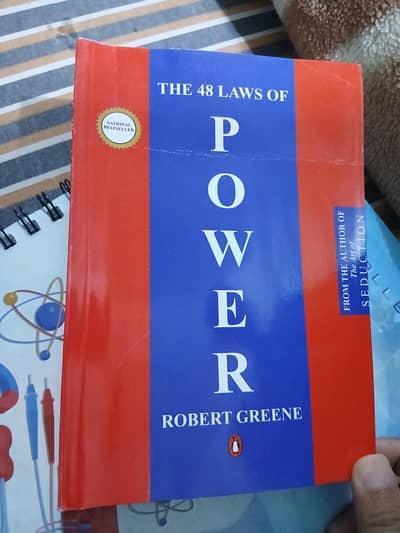 THE 48 LAWS OF
NATIONAL
BESTSELLER
P
O
W
E
R
FROM THE AUTHOR OF
The Art of
SEDUCTION
ROBERT GREENE